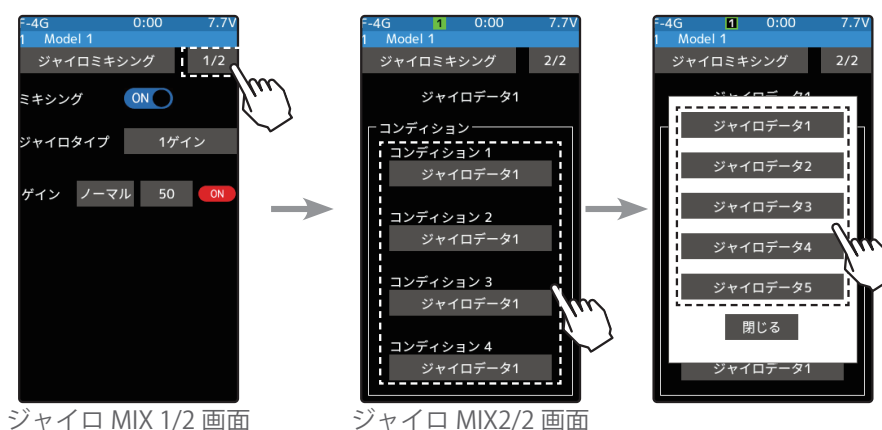 F-4G 0:00 7.7V
1 Model 1
ジャイロミキシング 1/2
ミキシング ON
ジャイロタイプ 1ゲイン
ゲイン ノーマル 50 ON
ジャイロ MIX 1/2 画面
F-4G 1 0:00 7.7V
1 Model 1
ジャイロミキシング 2/2
ジャイロデータ1
コンディション
コンディション 1
ジャイロデータ1
コンディション 2
ジャイロデータ1
コンディション 3
ジャイロデータ1
コンディション 4
ジャイロデータ1
ジャイロ MIX2/2 画面
F-4G 1 0:00 7.7V
1 Model 1
ジャイロミキシング 2/2
ジャイロデータ1
ジャイロデータ1
ジャイロデータ2
ジャイロデータ3
ジャイロデータ4
ジャイロデータ5
閉じる
ジャイロデータ1